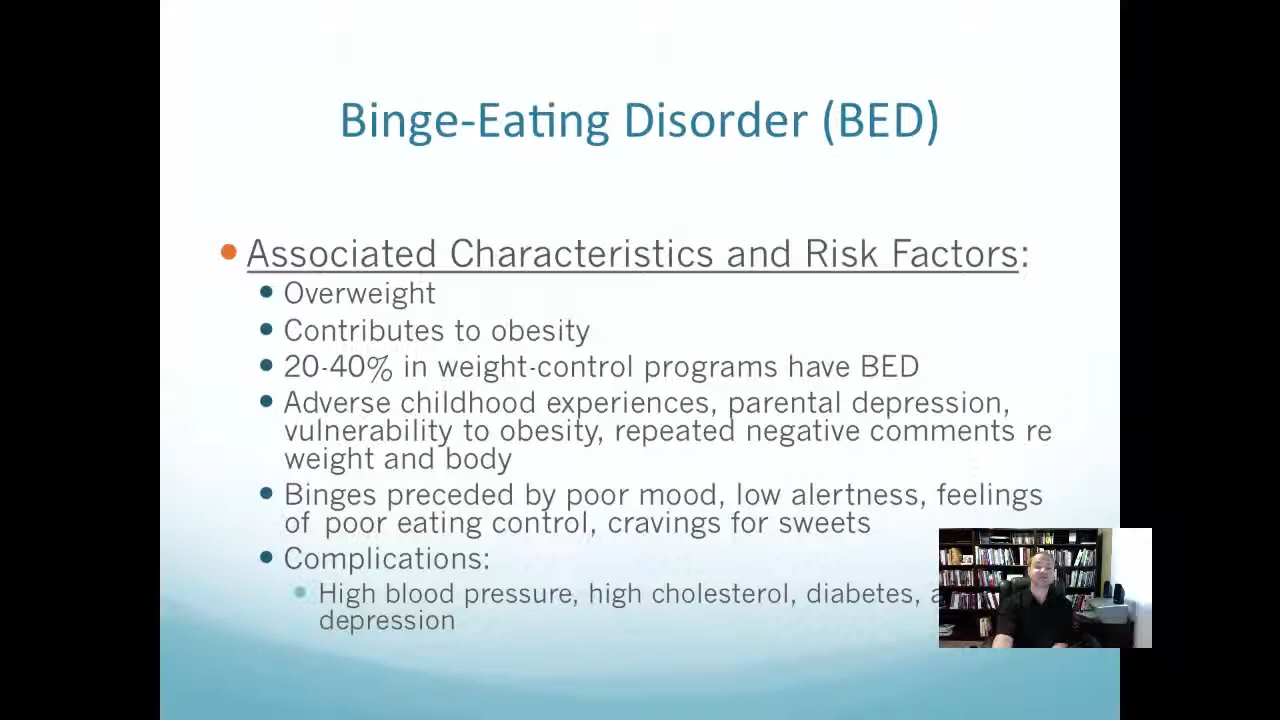 Binge-Eating Disorder (BED)
Associated Characteristics and Risk Factors:
Overweight
Contributes to obesity
20-40% in weight-control programs have BED
Adverse childhood experiences, parental depression,
vulnerability to obesity, repeated negative comments re
weight and body
Binges preceded by poor mood, low alertness, feelings
of poor eating control, cravings for sweets
Complications:
High blood pressure, high cholesterol, diabetes,
depression